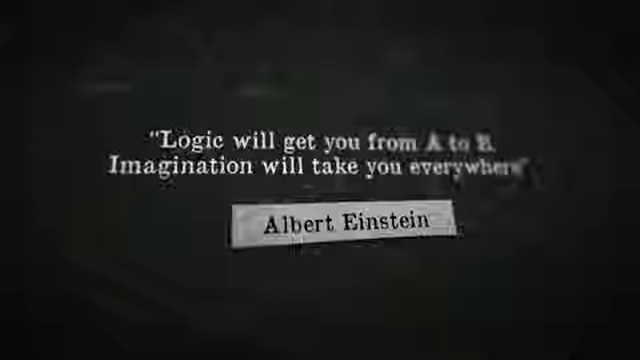 "Logic will get you from A to B.
Imagination will take you everywhere"
Albert Einstein